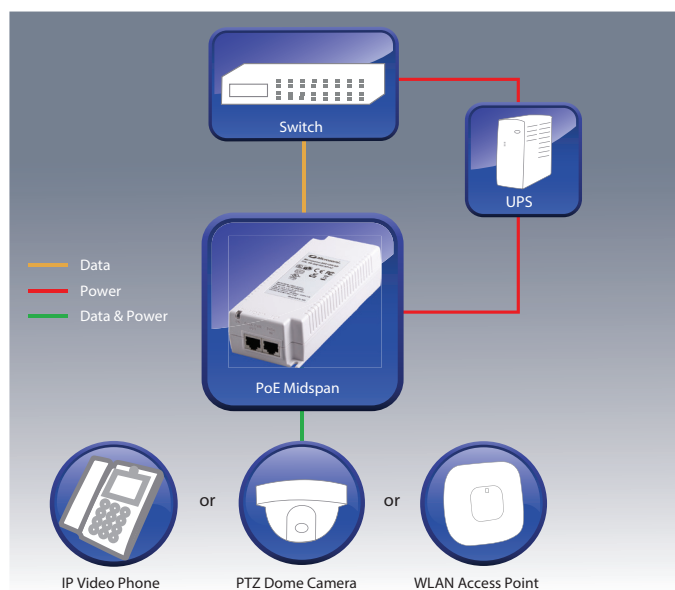 Switch
UPS
Data
Power
Data & Power
PoE Midspan
or
or
IP Video Phone
PTZ Dome Camera
WLAN Access Point